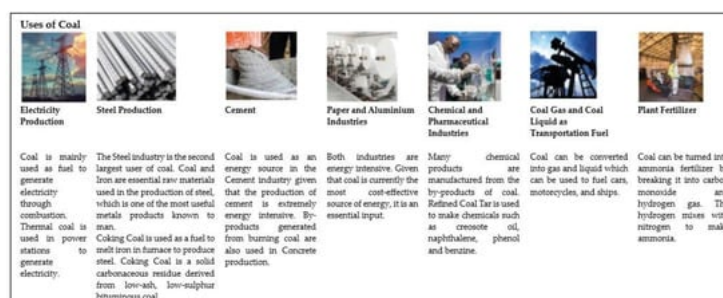 Uses of Coal
Electricity
Production
Coal is mainly
used as fuel to
generate
electricity
through
combustion.
Thermal coal is
used in power
stations to
generate
electricity.
Steel Production
The Steel industry is the second
largest user of coal. Coal and
Iron are essential raw materials
used in the production of steel,
which is one of the most useful
metals products known to
man.
Coking Coal is used as a fuel to
melt iron in furnace to produce
steel. Coking Coal is a solid
carbonaceous residue derived
from low-ash, low-sulphur
bituminous coal
Cement
Coal is used as an
energy source in the
Cement industry given
that the production of
cement is extremely
energy intensive. By-
products generated
from burning coal are
also used in Concrete
production.
Paper and Aluminium
Industries
Both industries are
energy intensive. Given
that coal is currently the
most cost-effective
source of energy, it is an
essential input.
Chemical and
Pharmaceutical
Industries
Many chemical
products are
manufactured from the
by-products of coal.
Refined Coal Tar is used
to make chemicals such
as creosote oil,
naphthalene, phenol
and benzine.
Coal Gas and Coal
Liquid as
Transportation Fuel
Coal can be converted
into gas and liquid which
can be used to fuel cars,
motorcycles, and ships.
Plant Fertilizer
Coal can be turned int
ammonia fertilizer b
breaking it into carbo
monoxide an
hydrogen gas. Th
hydrogen mixes wit
nitrogen to mak
ammonia.